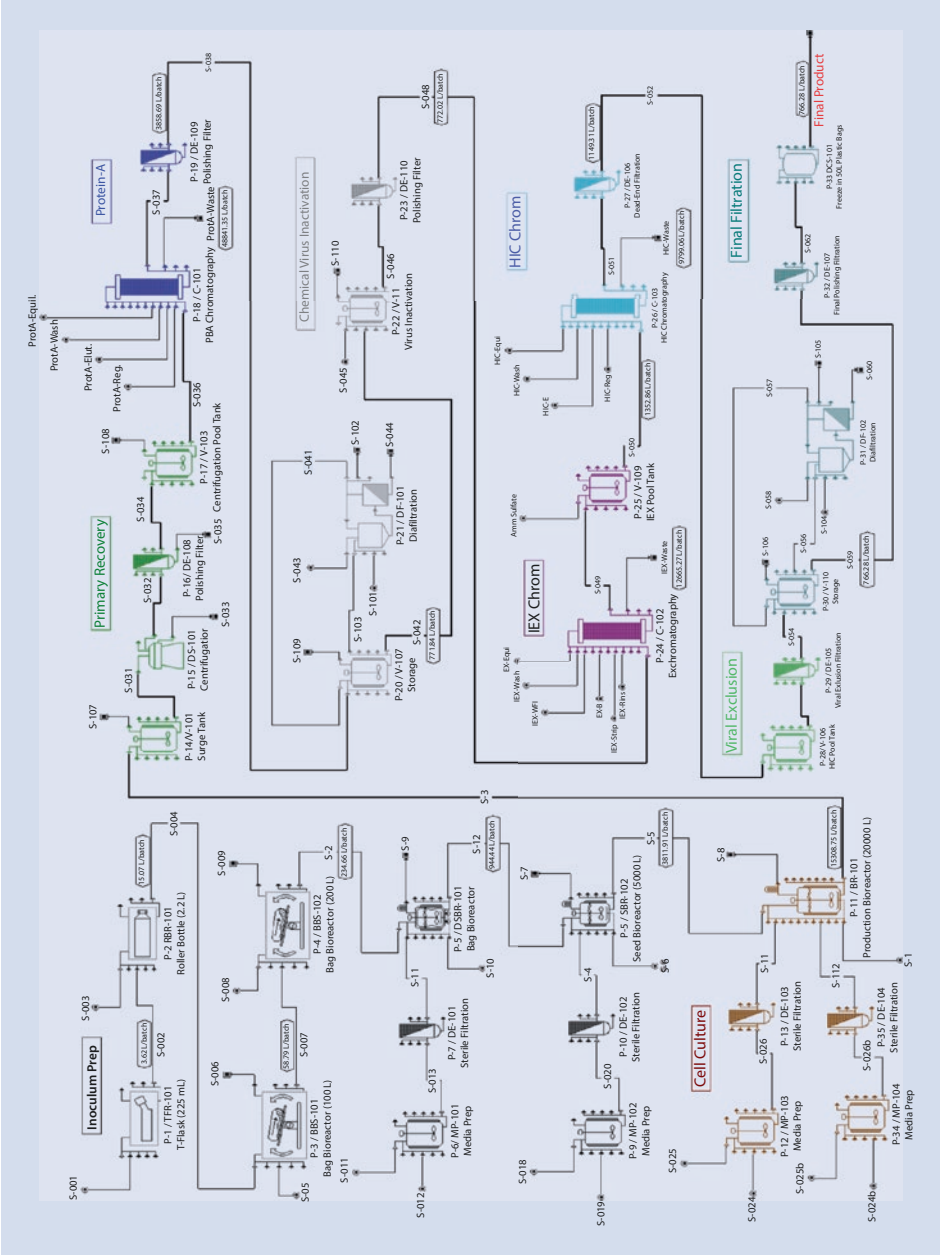 Inoculum Prep
S-001
P-1 / TFR-101
T-Flask (225 mL)
3.62 L/batch
S-002
S-003
P-2 RBR-101
Roller Bottle (2.2 L)
15.07 L/batch
S-004
S-05
S-006
P-3 / BBS-101
Bag Bioreactor (100 L)
58.79 L/batch
S-007
S-008
S-009
P-4 / BBS-102
Bag Bioreactor (200 L)
S-2
234.66 L/batch
S-011
S-012
P-6/ MP-101
Media Prep
S-013
P-7 / DE-101
Sterile Filtration
S-11
S-10
S-9
P-5 / DSBR-101
Bag Bioreactor
S-12
944.44 L/batch
S-018
S-019
P-9/ MP-102
Media Prep
S-020
P-10 / DE-102
Sterile Filtration
S-4
S-7
P-5 / SBR-102
Seed Bioreactor (5000 L)
S-5
3811.91 L/batch
Cell Culture
S-025
S-024
P-12 / MP-103
Media Prep
S-026
P-13 / DE-103
Sterile Filtration
S-11
S-8
P-11 / BR-101
Production Bioreactor (20000 L)
15308.75 L/batch
S-025b
S-024b
P-34 / MP-104
Media Prep
S-026b
P-35 / DE-104
Sterile Filtration
S-112
S-1
S-3
Primary Recovery
S-107
P-14/V-101
Surge Tank
S-031
P-15 / DS-101
Centrifugatior
S-033
S-032
P-16/ DE-108
Polishing Filter
S-035
S-034
S-108
P-17 / V-103
Centrifugation Pool Tank
S-036
Protein-A
ProtA-Equil.
ProtA-Wash
ProtA-Elut.
ProtA-Reg.
P-18 / C-101
PBA Chromatography
ProtA-Waste
48841.35 L/batch
S-037
P-19 / DE-109
Polishing Filter
3858.69 L/batch
S-038
Chemical Virus Inactivation
S-109
P-20 / V-107
Storage
S-042
771.84 L/batch
S-103
S-101
S-043
S-041
P-21 / DF-101
Diafiltration
S-102
S-044
S-045
S-110
P-22 / V-11
Virus Inactivation
S-046
P-23 / DE-110
Polishing Filter
S-048
772.02 L/batch
IEX Chrom
EX-Equi
IEX-Wash
IEX-WFI
EX-B
IEX-Strip
IEX-Rins
P-24 / C-102
Exchromatography
IEX-Waste
12665.27 L/batch
S-049
Amm Sulfate
P-25 / V-109
IEX Pool Tank
S-050
1352.86 L/batch
HIC Chrom
HIC-Equi
HIC-Wash
HIC-E
HIC-Reg
P-26 / C-103
HIC Chromatography
HIC-Waste
9799.06 L/batch
S-051
P-27 / DE-106
Dead-End Filtration
11493.1 L/batch
S-052
Viral Exclusion
P-28/ V-106
HIC Pool Tank
P-29 / DE-105
Viral Exlusion Filtration
S-054
S-106
P-30 / V-110
Storage
S-056
S-059
766.28 L/batch
S-104
S-058
S-057
P-31 / DF-102
Diafiltration
S-105
S-060
Final Filtration
P-32 / DE-107
Final Polishing Filtration
S-062
P-33 DCS-101
Freeze in 50L Plastic Bags
766.28 L/batch
Final Product